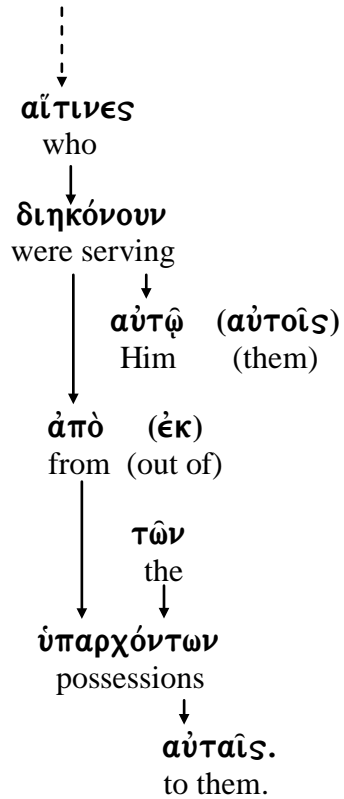 αἵτινες
who
διηκόνουν
were serving
αὐτῷ (αὐτοῖς)
Him (them)
ἀπὸ (ἐκ)
from (out of)
τῶν
the
ὑπαρχόντων
possessions
αὐταῖς.
to them.